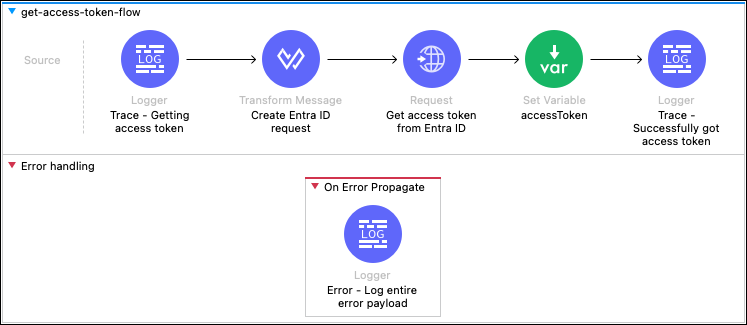 get-access-token-flow
Source
LOG
Logger
Trace - Getting
access token
Transform Message
Create Entra ID
request
Request
Get access token
from Entra ID
var
Set Variable
accessToken
LOG
Logger
Trace -
Successfully got
access token
Error handling
On Error Propagate
LOG
Logger
Error - Log entire
error payload